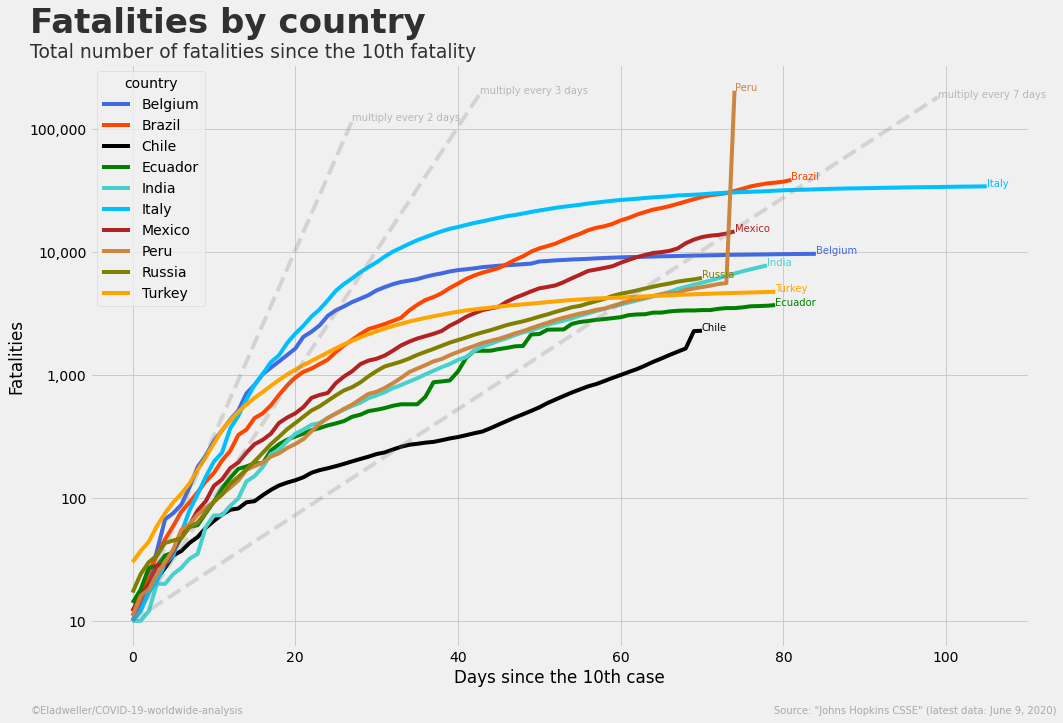 Fatalities by country
Total number of fatalities since the 10th fatality
country
Belgium
Brazil
Chile
Ecuador
India
Italy
Mexico
Peru
Russia
Turkey
multiply every 2 days
multiply every 3 days
multiply every 7 days
Peru
Brazil
Italy
Mexico
Belgium
India
Russia
Turkey
Ecuador
Chile
Fatalities
100,000
10,000
1,000
100
10
0 20 40 60 80 100
Days since the 10th case
©Eladweller/COVID-19-worldwide-analysis
Source: "Johns Hopkins CSSE" (latest data: June 9, 2020)